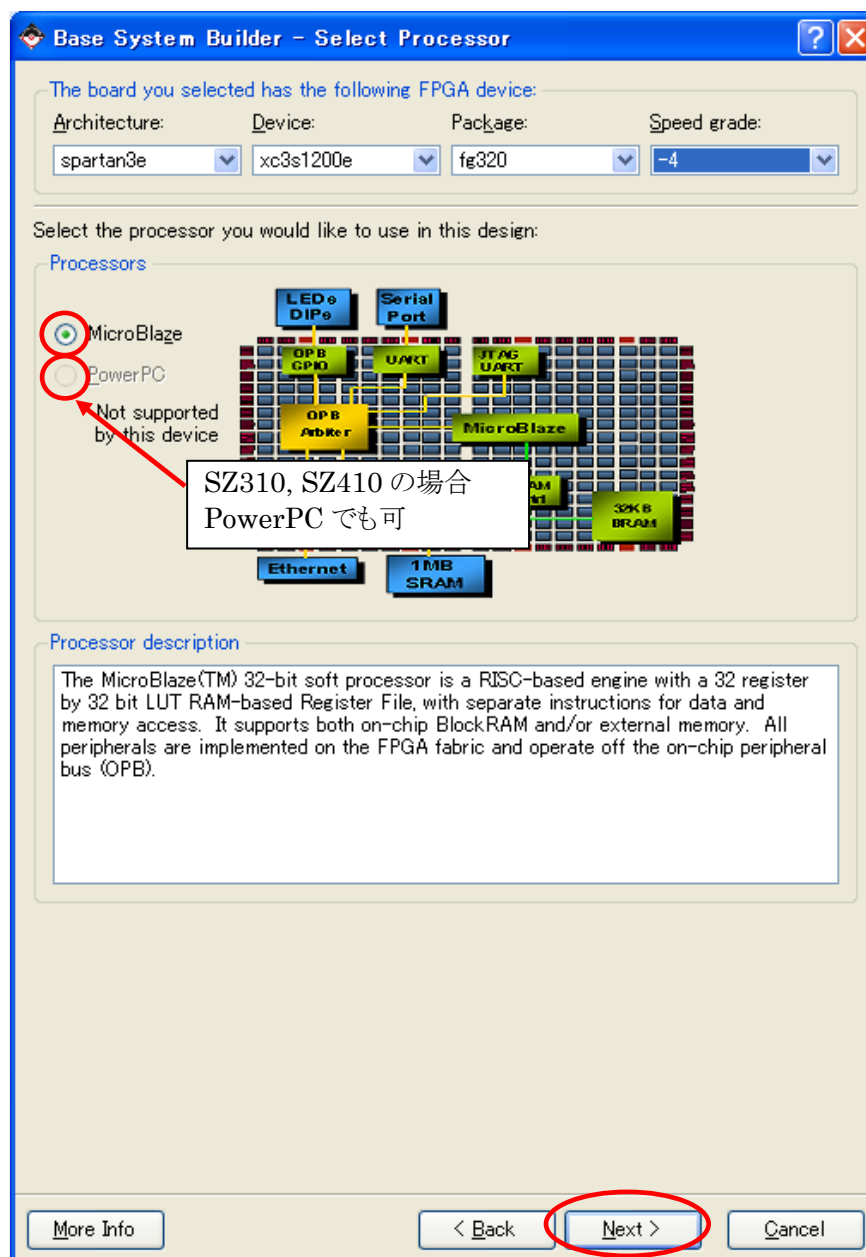 Base System Builder - Select Processor
The board you selected has the following FPGA device:
Architecture: Device: Package: Speed grade:
spartan3e xc3s1200e fg320 -4
Select the processor you would like to use in this design:
Processors
LEDs
DIPs
Serial
Port
MicroBlaze
OPB
GPIO
UART
JTAG
UART
PowerPC
Not supported
by this device
OPB
Arbiter
MicroBlaze
SZ310, SZ410 の場合
PowerPC でも可
32KB
BRAM
Ethernet
1MB
SRAM
Processor description
The MicroBlaze(TM) 32-bit soft processor is a RISC-based engine with a 32 register
by 32 bit LUT RAM-based Register File, with separate instructions for data and
memory access. It supports both on-chip BlockRAM and/or external memory. All
peripherals are implemented on the FPGA fabric and operate off the on-chip peripheral
bus (OPB).
More Info < Back Next > Cancel